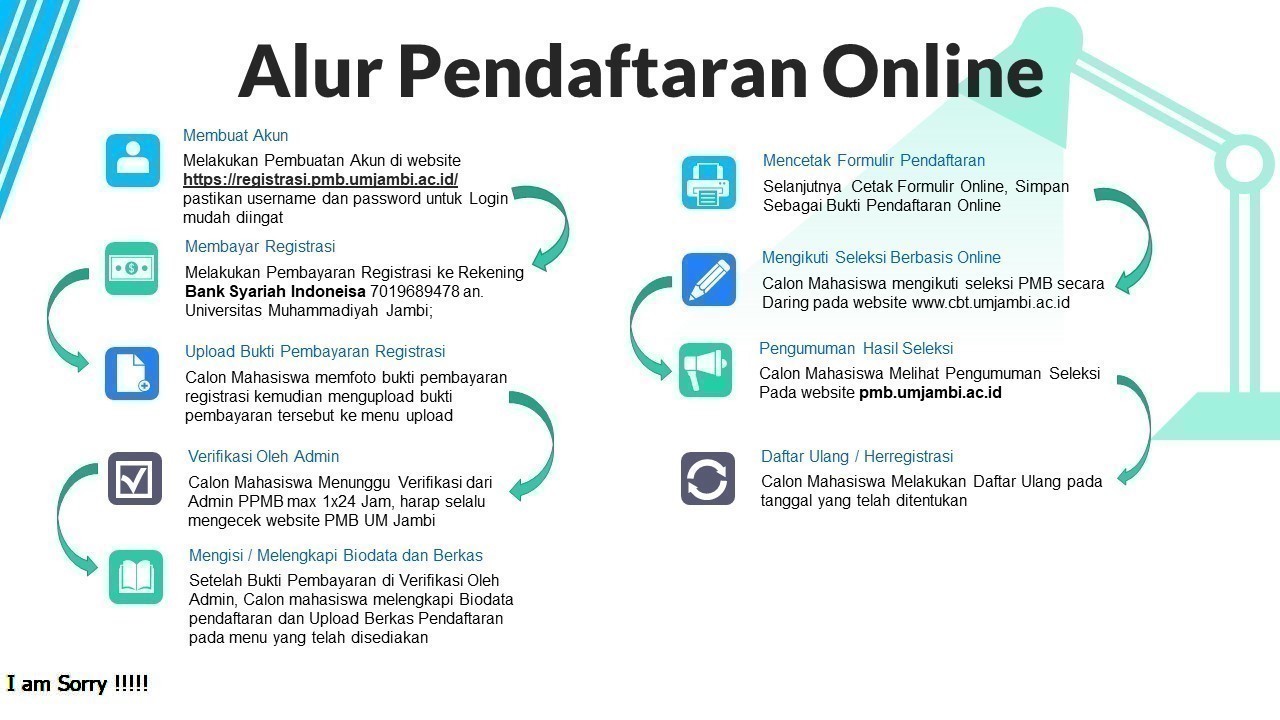 Alur Pendaftaran Online
Membuat Akun
Melakukan Pembuatan Akun di website
https://registrasi.pmb.umjambi.ac.id/
pastikan username dan password untuk Login
mudah diingat
Membayar Registrasi
Melakukan Pembayaran Registrasi ke Rekening
Bank Syariah Indoneisa 7019689478 an.
Universitas Muhammadiyah Jambi;
Upload Bukti Pembayaran Registrasi
Calon Mahasiswa memfoto bukti pembayaran
registrasi kemudian mengupload bukti
pembayaran tersebut ke menu upload
Verifikasi Oleh Admin
Calon Mahasiswa Menunggu Verifikasi dari
Admin PPMB max 1x24 Jam, harap selalu
mengecek website PMB UM Jambi
Mengisi / Melengkapi Biodata dan Berkas
Setelah Bukti Pembayaran di Verifikasi Oleh
Admin, Calon mahasiswa melengkapi Biodata
pendaftaran dan Upload Berkas Pendaftaran
pada menu yang telah disediakan
Mencetak Formulir Pendaftaran
Selanjutnya Cetak Formulir Online, Simpan
Sebagai Bukti Pendaftaran Online
Mengikuti Seleksi Berbasis Online
Calon Mahasiswa mengikuti seleksi PMB secara
Daring pada website www.cbt.umjambi.ac.id
Pengumuman Hasil Seleksi
Calon Mahasiswa Melihat Pengumuman Seleksi
Pada website pmb.umjambi.ac.id
Daftar Ulang / Herregistrasi
Calon Mahasiswa Melakukan Daftar Ulang pada
tanggal yang telah ditentukan
I am Sorry !!!!!